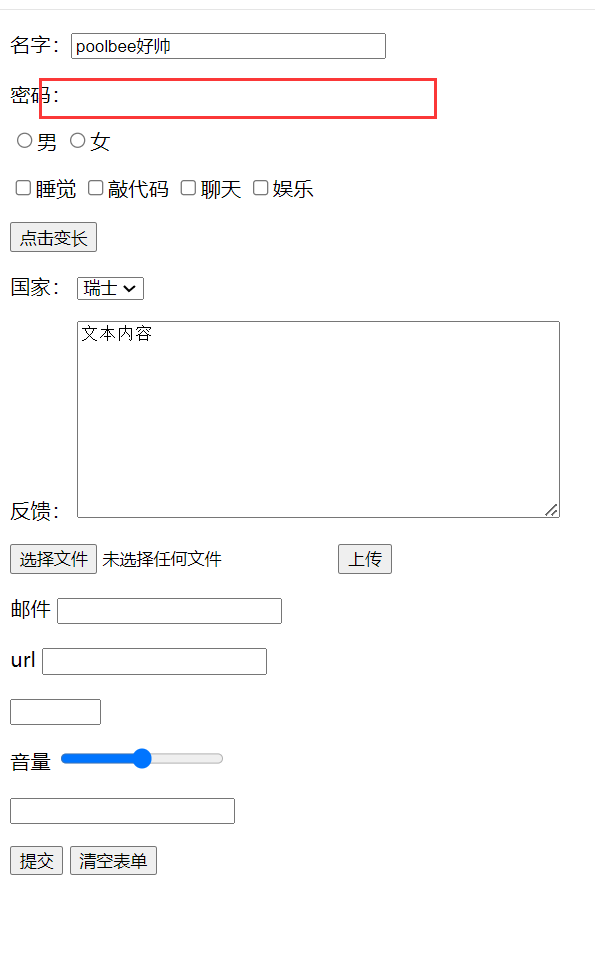 名字： poolbee好帅
密码：
男 女
睡觉 敲代码 聊天 娱乐
点击变长
国家： 瑞士
文本内容
反馈：
选择文件 未选择任何文件 上传
邮件
url
音量
提交 清空表单